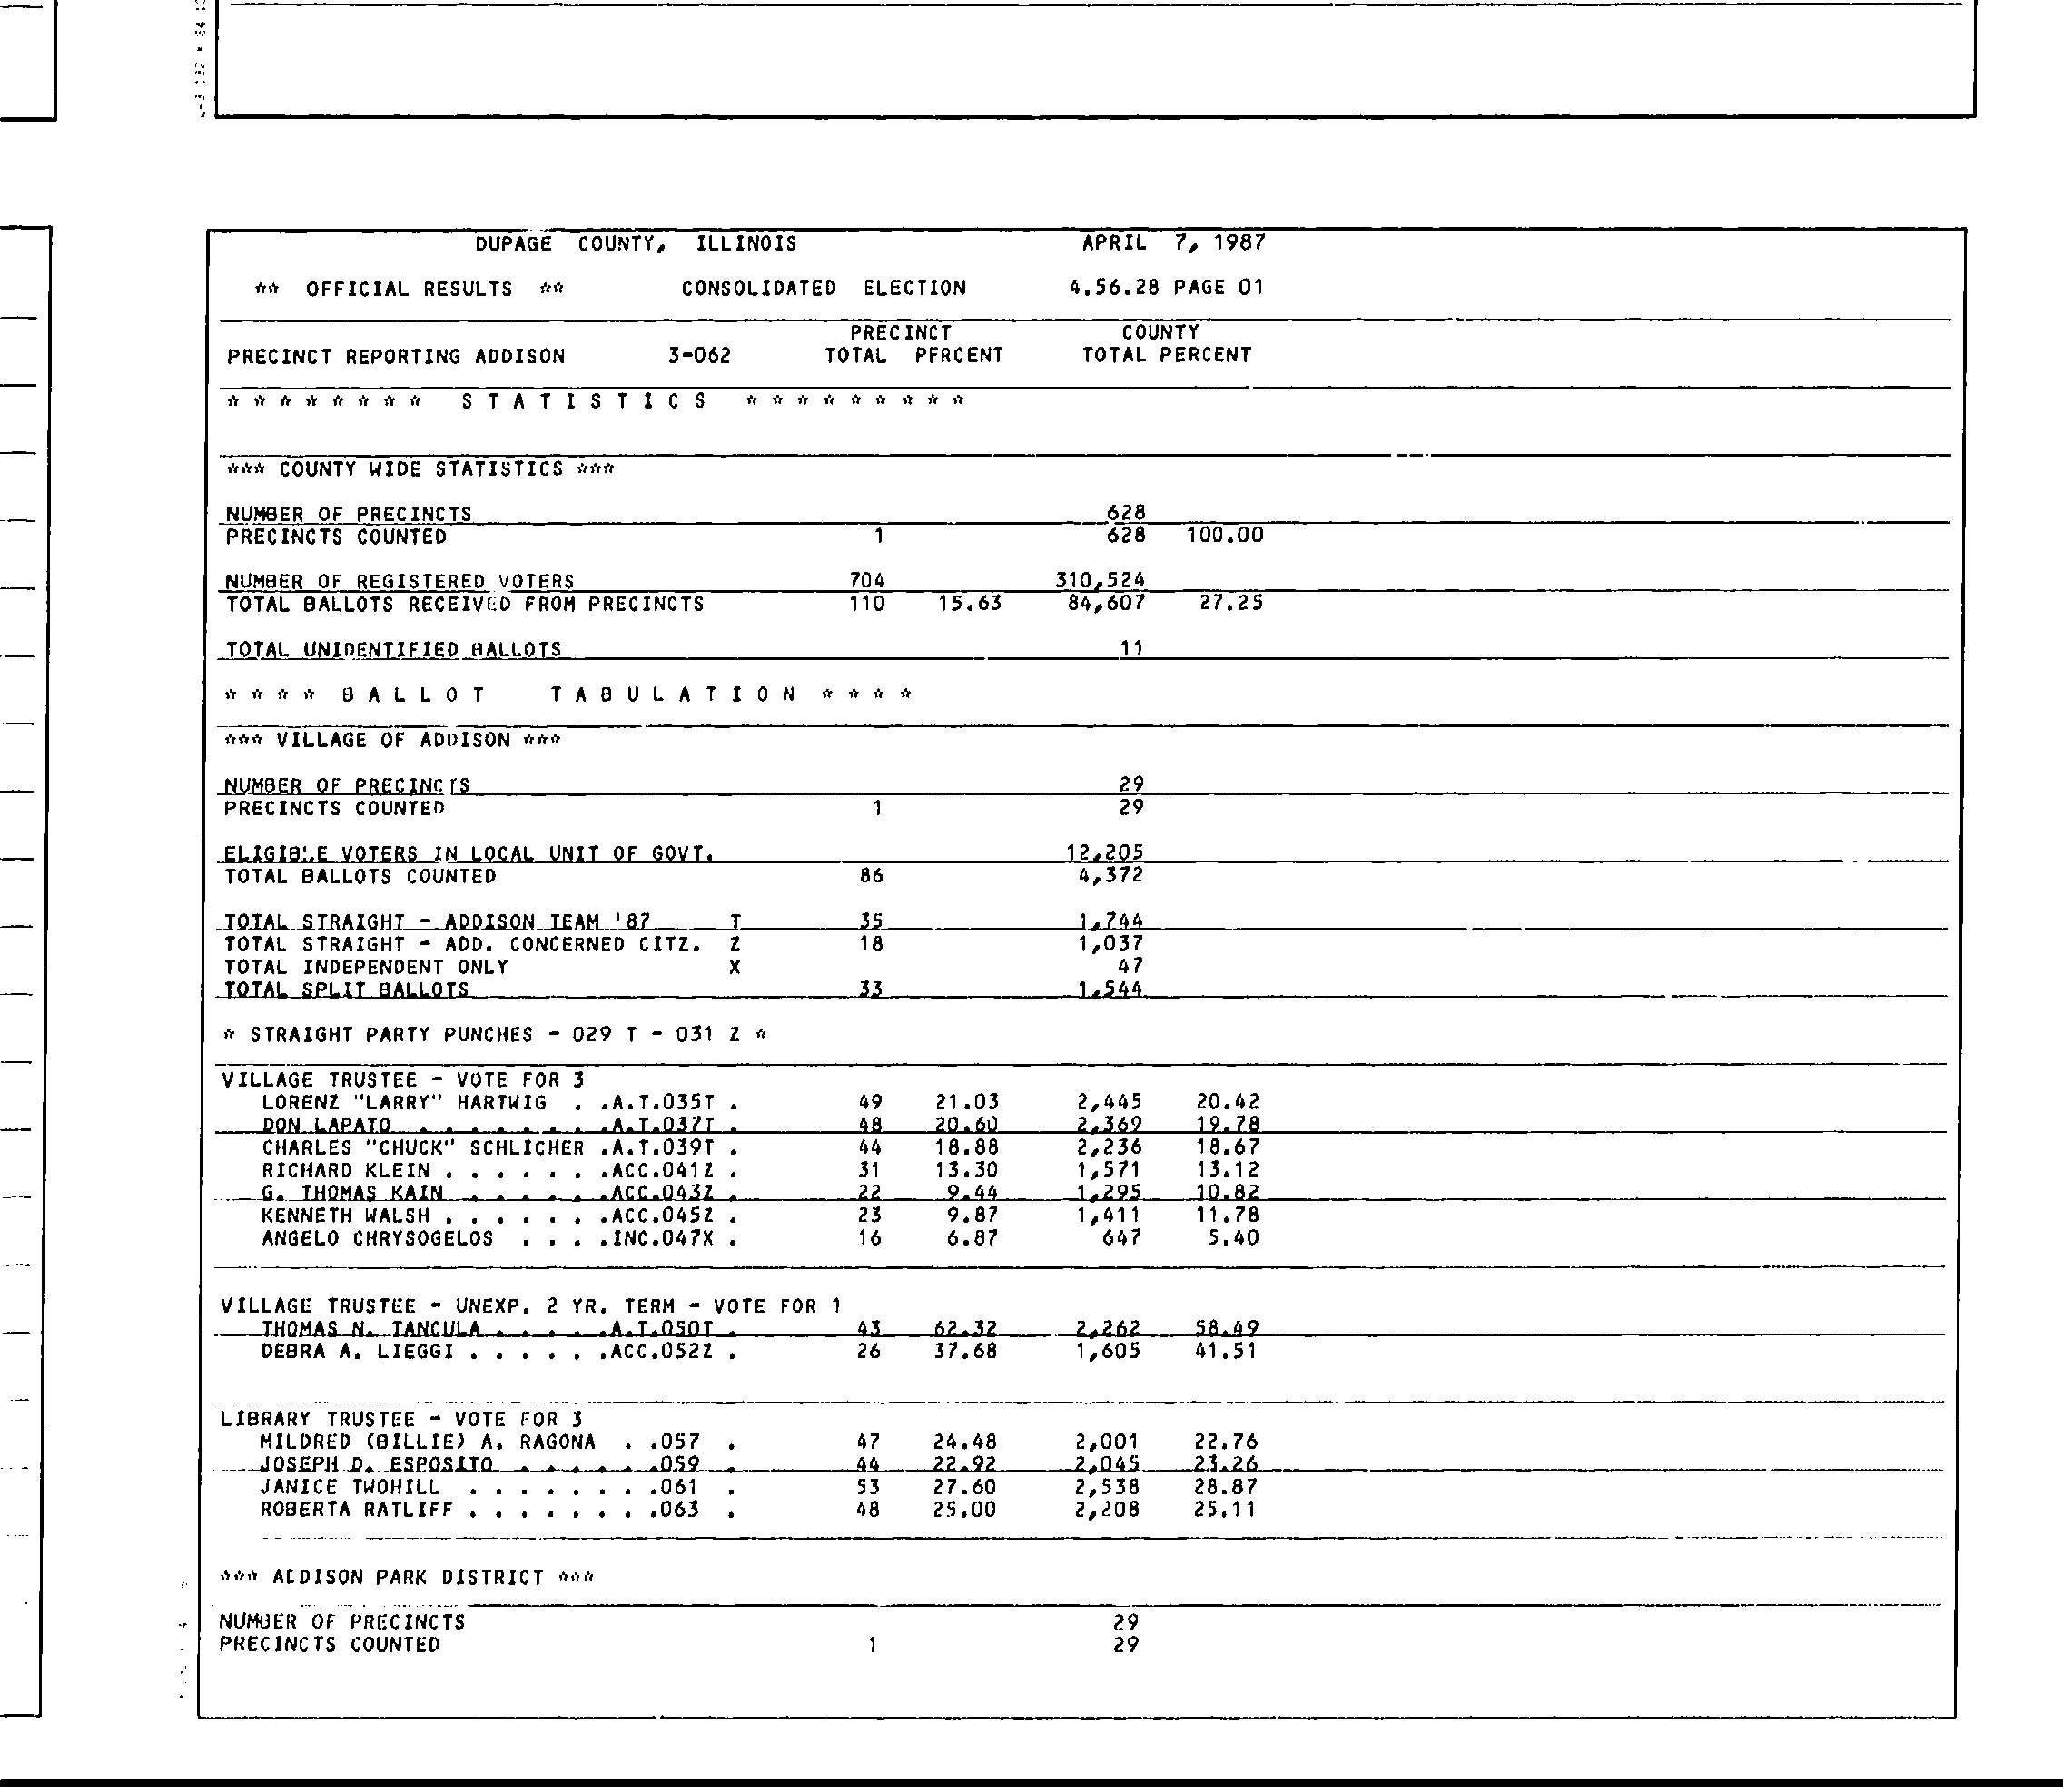 DUPAGE COUNTY, ILLINOIS APRIL 7, 1987
** OFFICIAL RESULTS ** CONSOLIDATED ELECTION 4.56.28 PAGE 01
PRECINCT COUNTY
PRECINCT REPORTING ADDISON 3-062 TOTAL PERCENT TOTAL PERCENT
* * * * * * * * S T A T I S T I C S * * * * * * * * *
*** COUNTY WIDE STATISTICS ***
NUMBER OF PRECINCTS 628
PRECINCTS COUNTED 1 628 100.00
NUMBER OF REGISTERED VOTERS 704 310,524
TOTAL BALLOTS RECEIVED FROM PRECINCTS 110 15.63 84,607 27.25
TOTAL UNIDENTIFIED BALLOTS 11
* * * * B A L L O T T A B U L A T I O N * * * *
*** VILLAGE OF ADDISON ***
NUMBER OF PRECINCTS 29
PRECINCTS COUNTED 1 29
ELIGIBLE VOTERS IN LOCAL UNIT OF GOVT. 12,205
TOTAL BALLOTS COUNTED 86 4,372
TOTAL STRAIGHT - ADDISON TEAM '87 T 35 1,744
TOTAL STRAIGHT - ADD. CONCERNED CITZ. Z 18 1,037
TOTAL INDEPENDENT ONLY X 47
TOTAL SPLIT BALLOTS 33 1,544
* STRAIGHT PARTY PUNCHES - 029 T - 031 Z *
VILLAGE TRUSTEE - VOTE FOR 3
LORENZ "LARRY" HARTWIG . .A.T.035T . 49 21.03 2,445 20.42
DON LAPATO . . . . . . . .A.T.037T . 48 20.60 2,369 19.78
CHARLES "CHUCK" SCHLICHER .A.T.039T . 44 18.88 2,236 18.67
RICHARD KLEIN . . . . . . .ACC.041Z . 31 13.30 1,571 13.12
G. THOMAS KAIN . . . . . .ACC.043Z . 22 9.44 1,295 10.82
KENNETH WALSH . . . . . . .ACC.045Z . 23 9.87 1,411 11.78
ANGELO CHRYSOGELOS . . . .INC.047X . 16 6.87 647 5.40
VILLAGE TRUSTEE - UNEXP. 2 YR. TERM - VOTE FOR 1
THOMAS N. TANCULA . . . . .A.T.050T . 43 62.32 2,262 58.49
DEBRA A. LIEGGI . . . . . .ACC.052Z . 26 37.68 1,605 41.51
LIBRARY TRUSTEE - VOTE FOR 3
MILDRED (BILLIE) A. RAGONA . .057 . 47 24.48 2,001 22.76
JOSEPH D. ESPOSITO . . . . . .059 . 44 22.92 2,045 23.26
JANICE TWOHILL . . . . . . . .061 . 53 27.60 2,538 28.87
ROBERTA RATLIFF . . . . . . . .063 . 48 25.00 2,208 25.11
*** ADDISON PARK DISTRICT ***
NUMBER OF PRECINCTS 29
PRECINCTS COUNTED 1 29